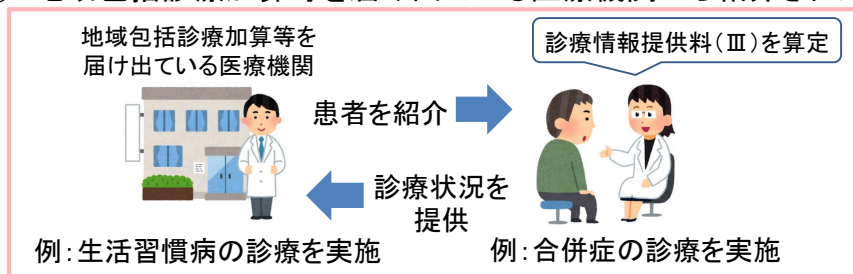 地域包括診療加算等を
届け出ている医療機関
診療情報提供料(Ⅲ)を算定
患者を紹介
診療状況を
提供
例:生活習慣病の診療を実施
例:合併症の診療を実施